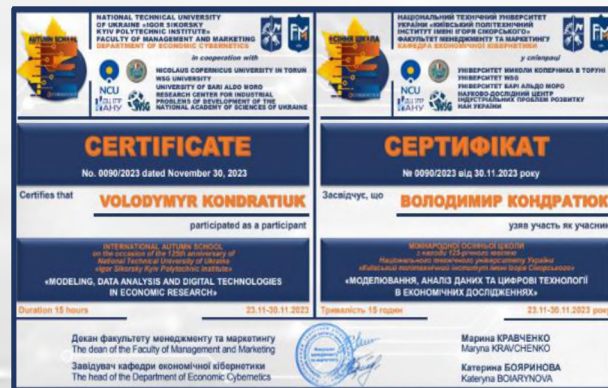 AUTUMN SCHOOL
NATIONAL TECHNICAL UNIVERSITY
OF UKRAINE «IGOR SIKORSKY
KYIV POLYTECHNIC INSTITUTE»
FACULTY OF MANAGEMENT AND MARKETING
DEPARTMENT OF ECONOMIC CYBERNETICS
in cooperation with
NCU
WSG
NICOLAUS COPERNICUS UNIVERSITY IN TORUŃ
WSG UNIVERSITY
UNIVERSITY OF BARI ALDO MORO
RESEARCH CENTER FOR INDUSTRIAL
PROBLEMS OF DEVELOPMENT OF THE
NATIONAL ACADEMY OF SCIENCES OF UKRAINE
CERTIFICATE
No. 0090/2023 dated November 30, 2023
Certifies that
VOLODYMYR KONDRATIUK
participated as a participant
INTERNATIONAL AUTUMN SCHOOL
on the occasion of the 125th anniversary of
National Technical University of Ukraine
«Igor Sikorsky Kyiv Polytechnic Institute»
«MODELING, DATA ANALYSIS AND DIGITAL TECHNOLOGIES
IN ECONOMIC RESEARCH»
Duration 15 hours
23.11-30.11.2023
ОСІННЯ ШКОЛА
НАЦІОНАЛЬНИЙ ТЕХНІЧНИЙ УНІВЕРСИТЕТ
УКРАЇНИ «КИЇВСЬКИЙ ПОЛІТЕХНІЧНИЙ
ІНСТИТУТ ІМЕНІ ІГОРЯ СІКОРСЬКОГО»
ФАКУЛЬТЕТ МЕНЕДЖМЕНТУ ТА МАРКЕТИНГУ
КАФЕДРА ЕКОНОМІЧНОЇ КІБЕРНЕТИКИ
у співпраці
NCU
WSG
УНІВЕРСИТЕТ МИКОЛИ КОПЕРНИКА В ТОРУНІ
УНІВЕРСИТЕТ WSG
УНІВЕРСИТЕТ БАРІ АЛЬДО МОРО
НАУКОВО-ДОСЛІДНИЙ ЦЕНТР
ІНДУСТРІАЛЬНИХ ПРОБЛЕМ РОЗВИТКУ
НАН УКРАЇНИ
СЕРТИФІКАТ
№ 0090/2023 від 30.11.2023 року
Засвідчує, що
ВОЛОДИМИР КОНДРАТЮК
узяв участь як учасник
МІЖНАРОДНОЇ ОСІННЬОЇ ШКОЛИ
з нагоди 125-річного ювілею
Національного технічного університету України
«Київський політехнічний інститут імені Ігоря Сікорського»
«МОДЕЛЮВАННЯ, АНАЛІЗ ДАНИХ ТА ЦИФРОВІ ТЕХНОЛОГІЇ
В ЕКОНОМІЧНИХ ДОСЛІДЖЕННЯХ»
Тривалість 15 годин
23.11-30.11.2023 року
Декан факультету менеджменту та маркетингу
The dean of the Faculty of Management and Marketing
Марина КРАВЧЕНКО
Maryna KRAVCHENKO
Завідувач кафедри економічної кібернетики
The head of the Department of Economic Cybernetics
Катерина БОЯРИНОВА
Kateryna BOIARYNOVA